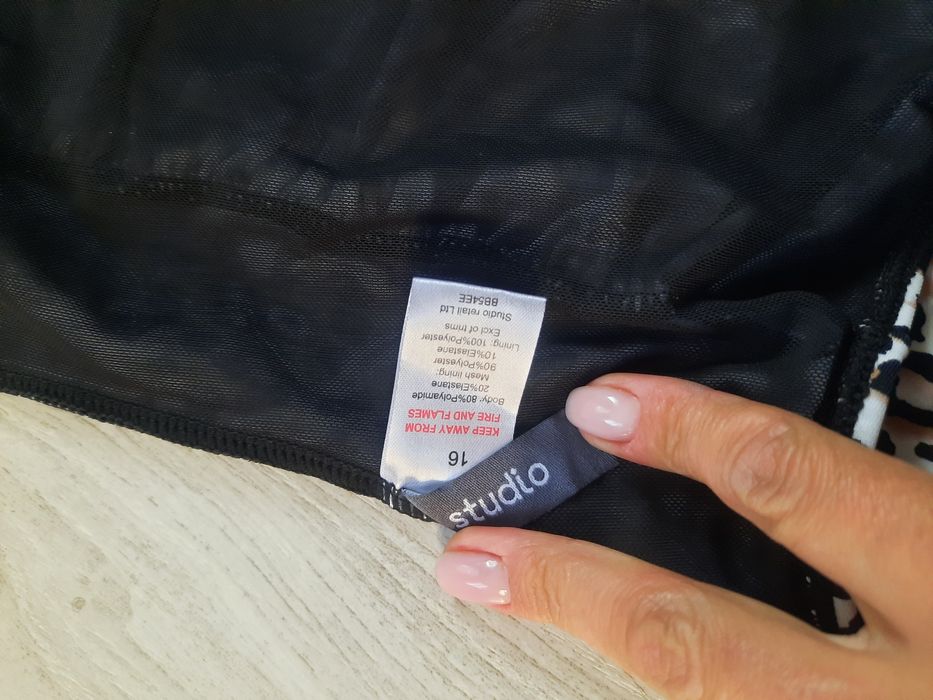 studio
16
KEEP AWAY FROM
FIRE AND FLAMES
Body: 80%Polyamide
20%Elastane
Mesh lining:
90%Polyester
10%Elastane
Lining: 100%Polyester
Excl of trims
Studio retail Ltd
BB54EE